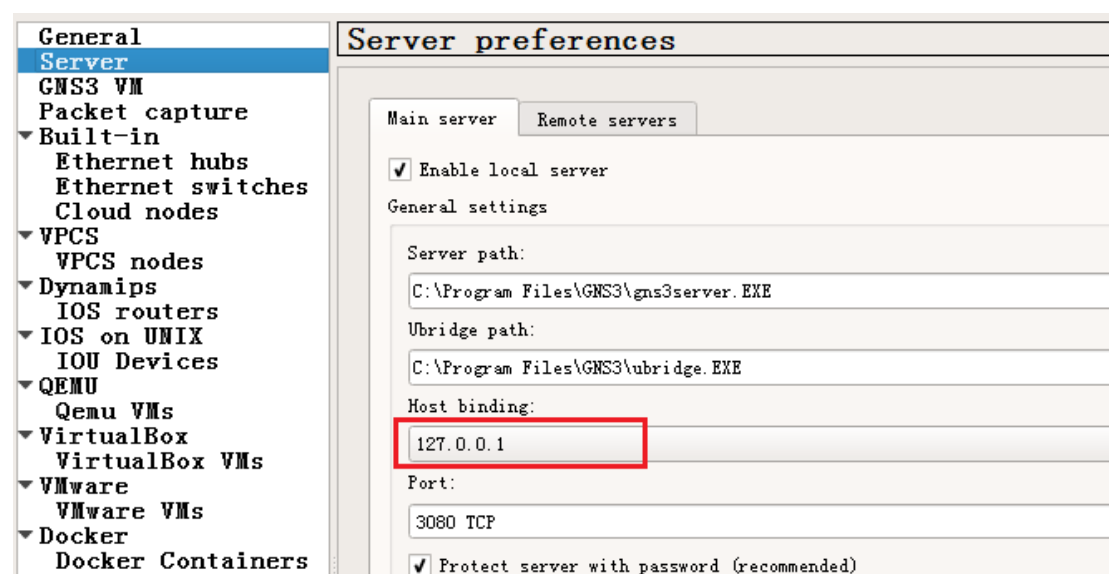 General
Server
GNS3 VM
Packet capture
Built-in
Ethernet hubs
Ethernet switches
Cloud nodes
VPCS
VPCS nodes
Dynamips
IOS routers
IOS on UNIX
IOU Devices
QEMU
Qemu VMs
VirtualBox
VirtualBox VMs
VMware
VMware VMs
Docker
Docker Containers
Server preferences
Main server
Remote servers
Enable local server
General settings
Server path:
C:\Program Files\GNS3\gns3server.EXE
Ubridge path:
C:\Program Files\GNS3\ubridge.EXE
Host binding:
127.0.0.1
Port:
3080 TCP
Protect server with password (recommended)